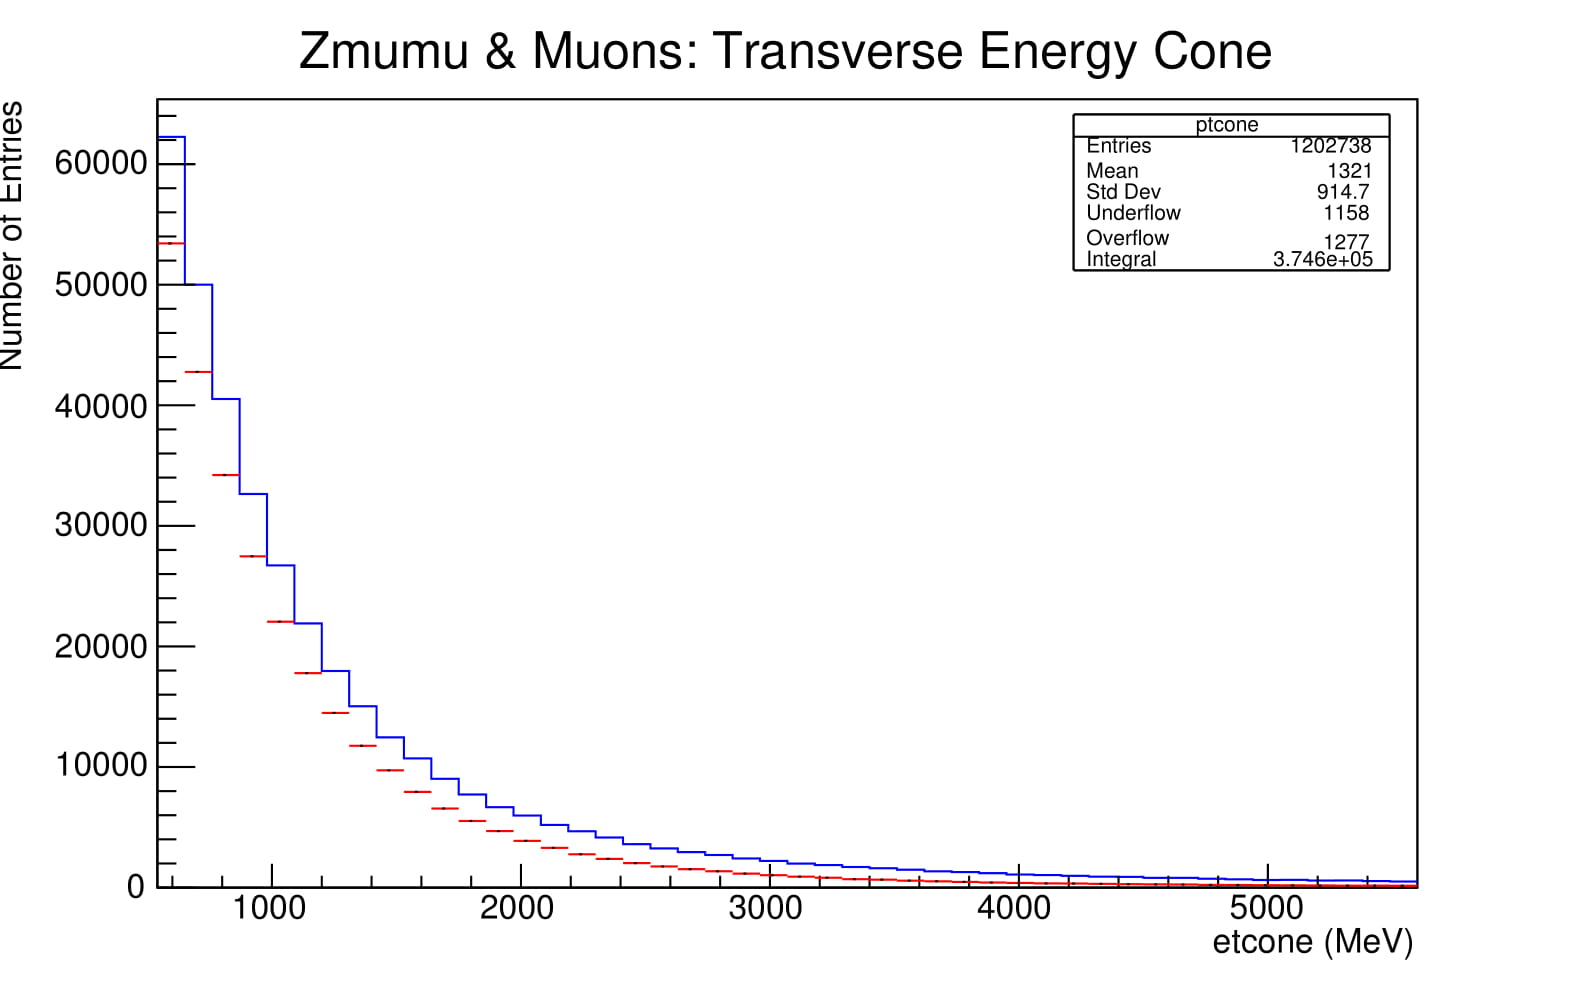 Zmumu & Muons: Transverse Energy Cone
Number of Entries
ptcone
Entries 1202738
Mean 1321
Std Dev 914.7
Underflow 1158
Overflow 1277
Integral 3.746e+05
60000
50000
40000
30000
20000
10000
0
1000 2000 3000 4000 5000
etcone (MeV)